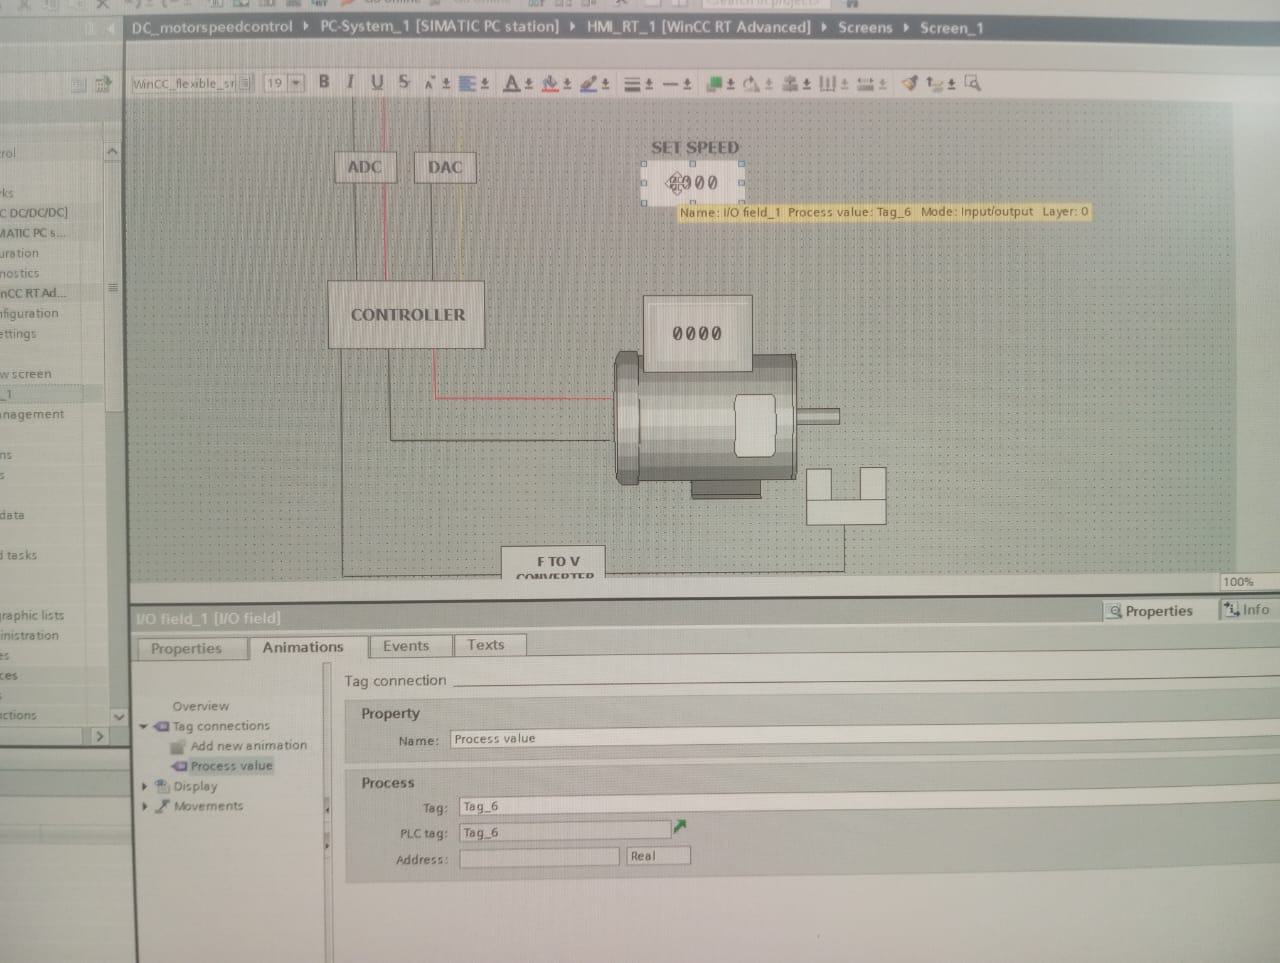 DC_motorspeedcontrol ▸ PC-System_1 [SIMATIC PC station] ▸ HMI_RT_1 [WinCC RT Advanced] ▸ Screens ▸ Screen_1
WinCC_flexible_sr 19 B I U S
ADC DAC
SET SPEED
000
Name: I/O field_1 Process value: Tag_6 Mode: Input/output Layer: 0
CONTROLLER
0000
F TO V
CONVERTER
100%
rol
ks
C DC/DC/DC]
MATIC PC s...
uration
nostics
nCC RT Ad...
nfiguration
ettings
w screen
_1
nagement
ns
s
data
d tasks
raphic lists
inistration
es
ces
s
uctions
I/O field_1 [I/O field]
Properties Info
Properties Animations Events Texts
Overview
Tag connections
Add new animation
Process value
Display
Movements
Tag connection
Property
Name: Process value
Process
Tag: Tag_6
PLC tag: Tag_6
Address: Real